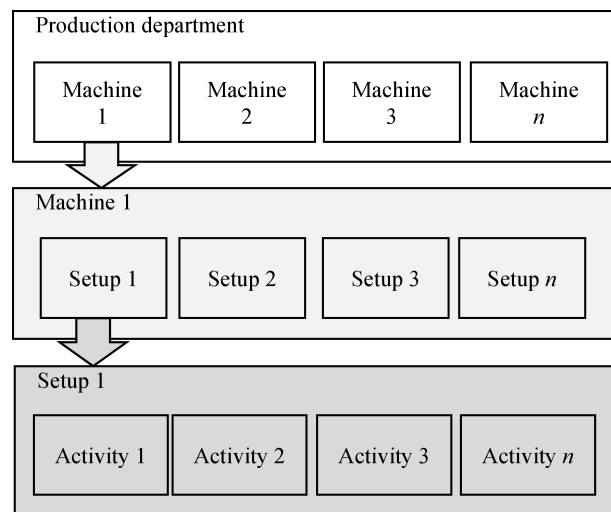 Production department
Machine
1
Machine
2
Machine
3
Machine
n
Machine 1
Setup 1
Setup 2
Setup 3
Setup n
Setup 1
Activity 1
Activity 2
Activity 3
Activity n